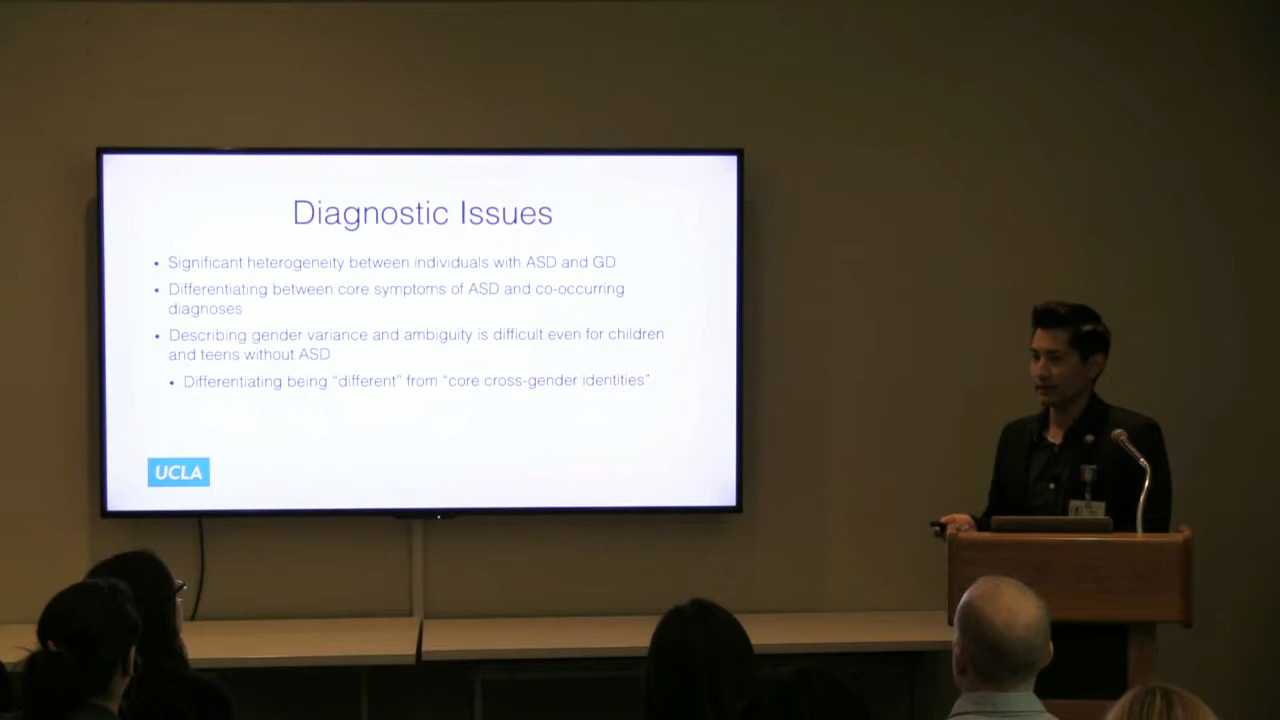 Diagnostic Issues
• Significant heterogeneity between individuals with ASD and GD
• Differentiating between core symptoms of ASD and co-occurring
diagnoses
• Describing gender variance and ambiguity is difficult even for children
and teens without ASD
• Differentiating being “different” from “core cross-gender identities”
UCLA